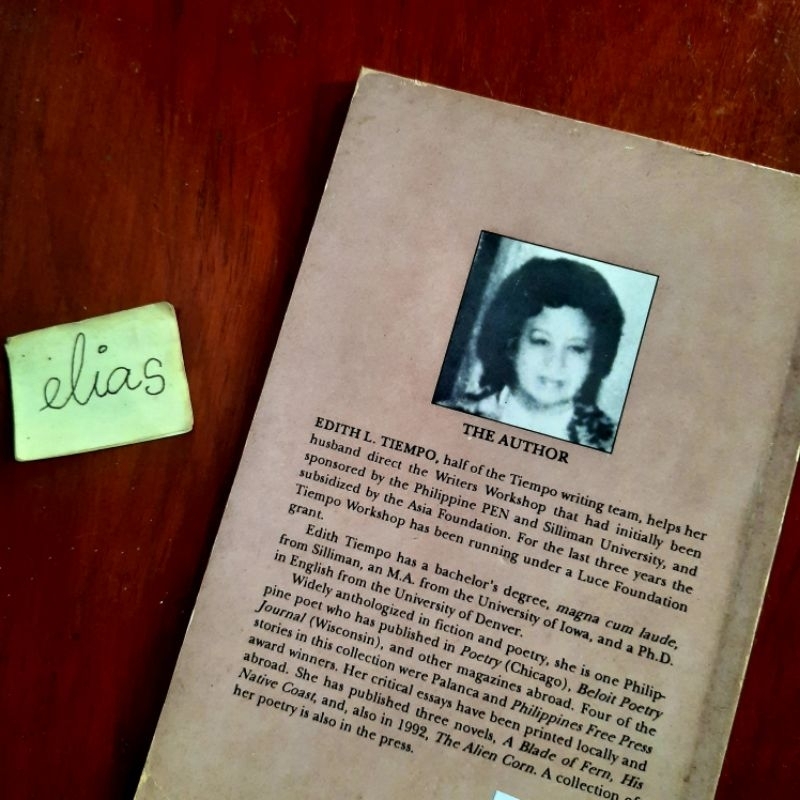 elias
THE AUTHOR
EDITH L. TIEMPO, half of the Tiempo writing team, helps her
husband direct the Writers Workshop that had initially been
sponsored by the Philippine PEN and Silliman University, and
subsidized by the Asia Foundation. For the last three years the
Tiempo Workshop has been running under a Luce Foundation
grant.
Edith Tiempo has a bachelor's degree, magna cum laude,
from Silliman, an M.A. from the University of Iowa, and a Ph.D.
in English from the University of Denver.
Widely anthologized in fiction and poetry, she is one Philip-
pine poet who has published in Poetry (Chicago), Beloit Poetry
Journal (Wisconsin), and other magazines abroad. Four of the
stories in this collection were Palanca and Philippines Free Press
award winners. Her critical essays have been printed locally and
abroad. She has published three novels, A Blade of Fern, His
Native Coast, and, also in 1992, The Alien Corn. A collection of
her poetry is also in the press.